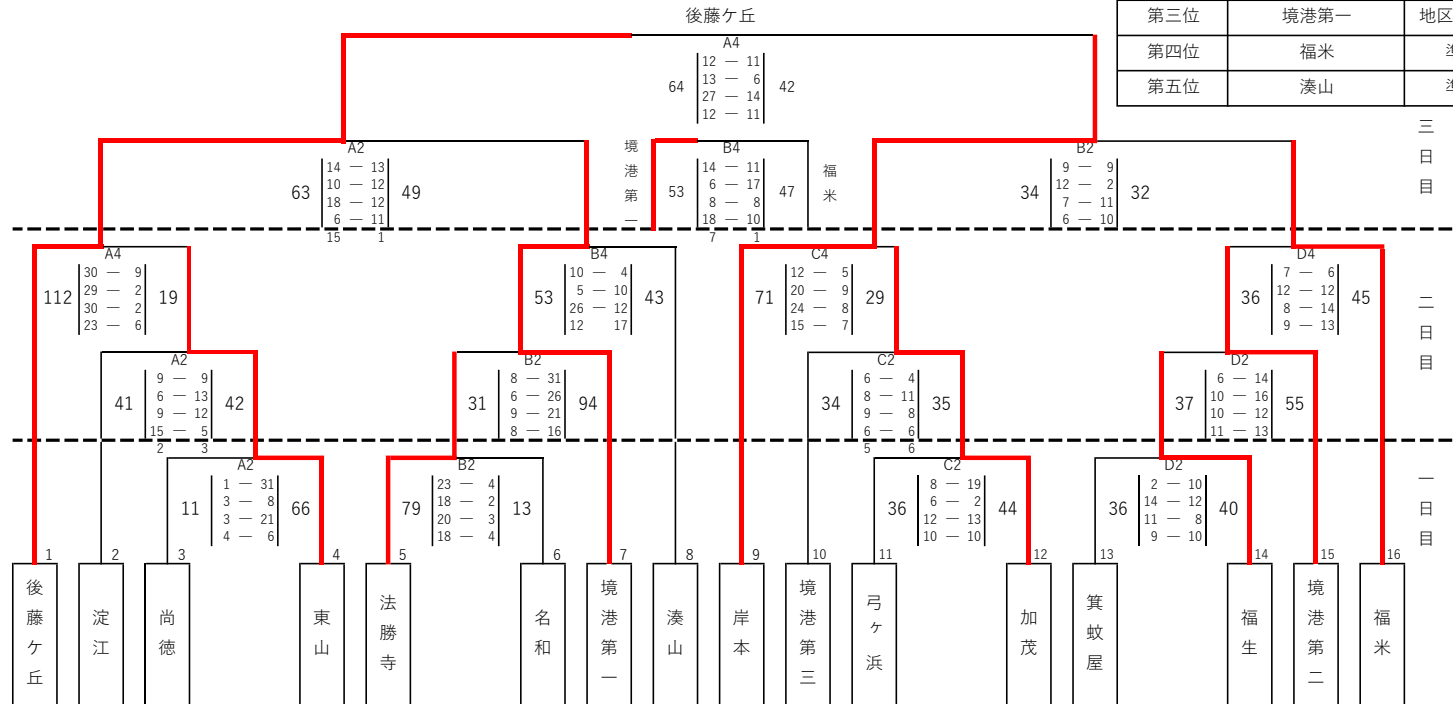 後藤ケ丘
第三位 境港第一 地区
第四位 福米
第五位 湊山
A4
64 12 — 11 42
13 — 6
27 — 14
12 — 11
三日目
A2
63 14 — 13 49
10 — 12
18 — 12
6 — 11
15 1
境港第一
B4
53 14 — 11 47
6 — 17
8 — 8
18 — 10
7 1
福米
B2
34 9 — 9 32
12 — 2
7 — 11
6 — 10
二日目
A4
112 30 — 9 19
29 — 2
30 — 2
23 — 6
B4
53 10 — 4 43
5 — 10
26 — 12
12 17
C4
71 12 — 5 29
20 — 9
24 — 8
15 — 7
D4
36 7 — 6 45
12 — 12
8 — 14
9 — 13
A2
41 9 — 9 42
6 — 13
9 — 12
15 — 5
2 3
B2
31 8 — 31 94
6 — 26
9 — 21
8 — 16
C2
34 6 — 4 35
8 — 11
9 — 8
6 — 6
5 6
D2
37 6 — 14 55
10 — 16
10 — 12
11 — 13
一日目
A2
11 1 — 31 66
3 — 8
3 — 21
4 — 6
B2
79 23 — 4 13
18 — 2
20 — 3
18 — 4
C2
36 8 — 19 44
6 — 2
12 — 13
10 — 10
D2
36 2 — 10 40
14 — 12
11 — 8
9 — 10
1 2 3 4 5 6 7 8 9 10 11 12 13 14 15 16
後藤ケ丘
淀江
尚徳
東山
法勝寺
名和
境港第一
湊山
岸本
境港第三
弓ヶ浜
加茂
箕蚊屋
福生
境港第二
福米